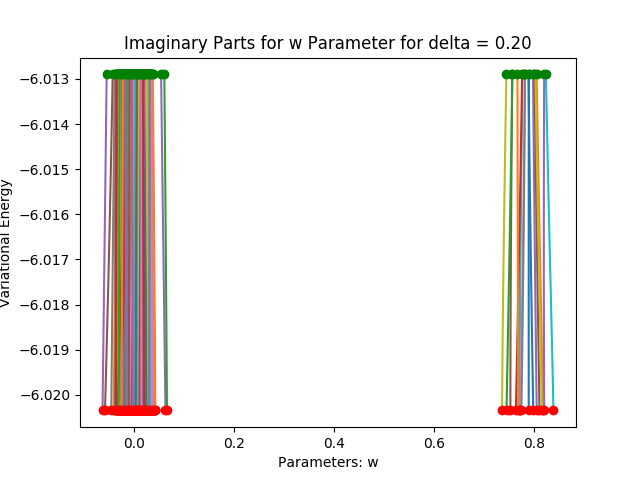 Imaginary Parts for w Parameter for delta = 0.20
Variational Energy
−6.013
−6.014
−6.015
−6.016
−6.017
−6.018
−6.019
−6.020
0.0 0.2 0.4 0.6 0.8
Parameters: w